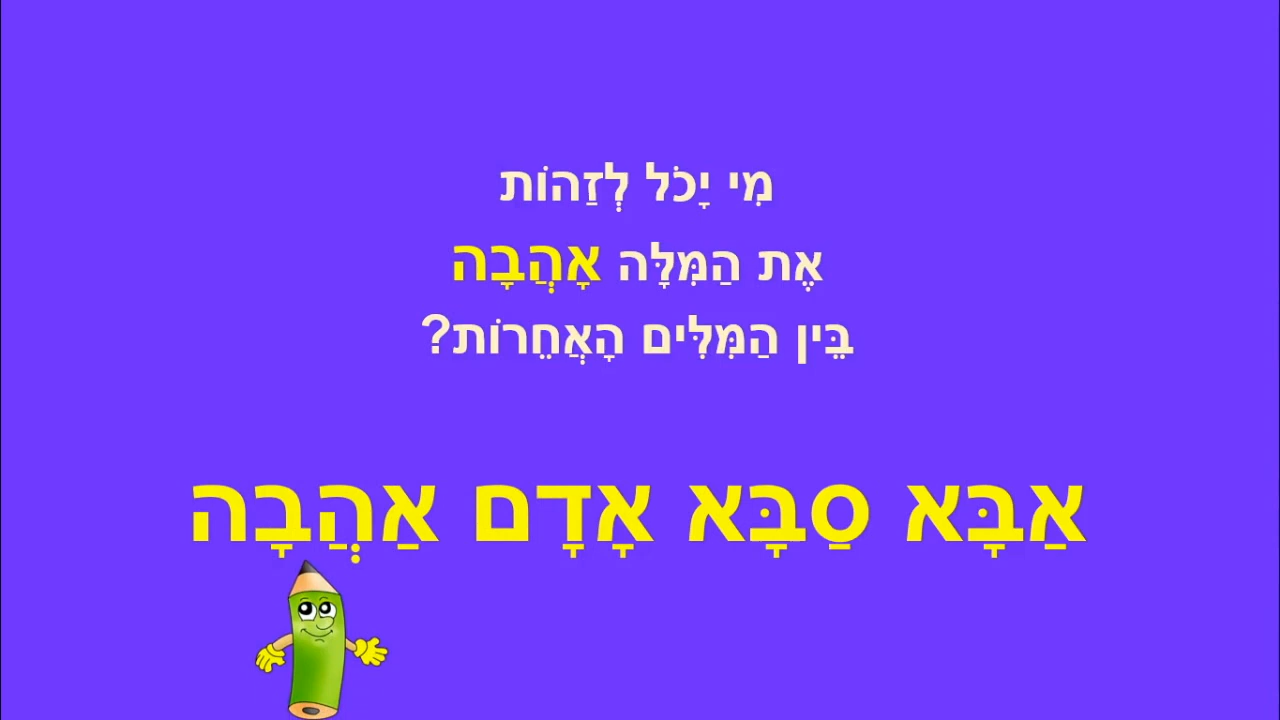 מִי יָכֹל לְזַהוֹת
אֶת הַמִּלָּה אָהֲבָה
בֵּין הַמִּלִּים הָאֲחֵרוֹת?
אַבָּא סַבָּא אָדָם אַהֲבָה